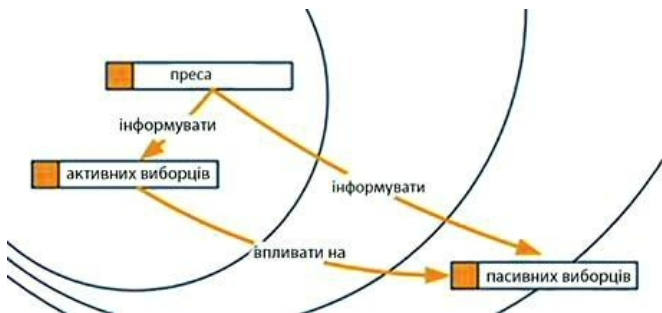 преса
інформувати
активних виборців
інформувати
впливати на
пасивних виборців